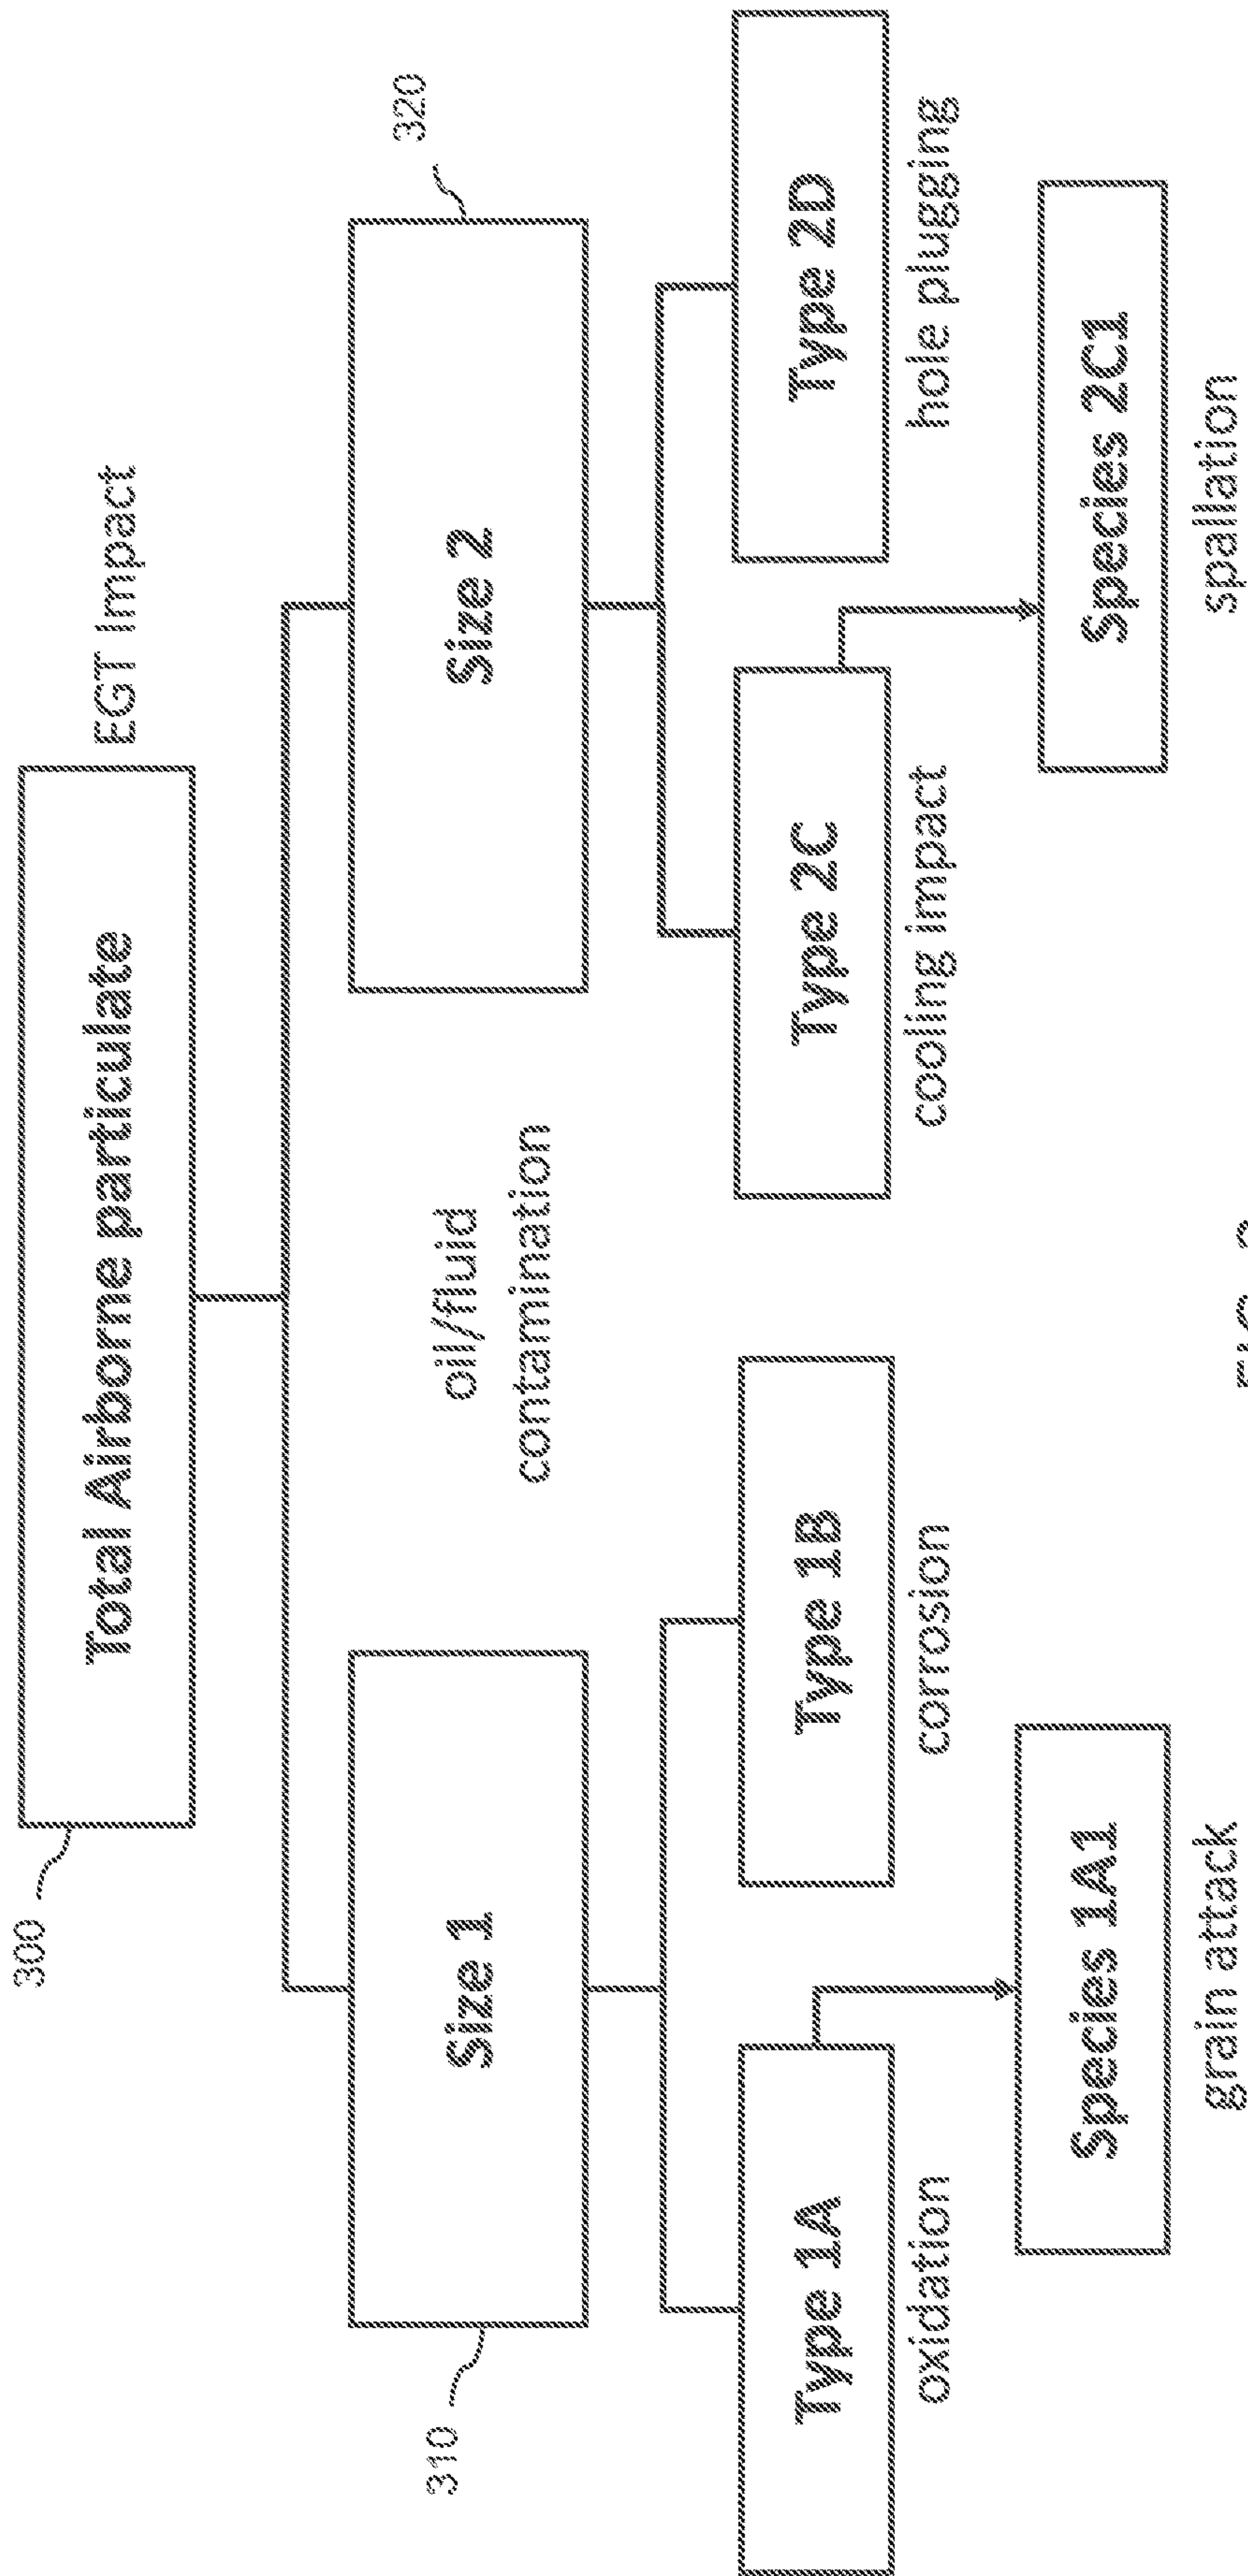 300
Total Airborne particulate
EGT Impact
310
Size 1
oil/fluid
contamination
Size 2
320
Type 1A
oxidation
Type 1B
corrosion
Type 2C
cooling impact
Type 2D
hole plugging
Species 1A1
grain attack
Species 2C1
spallation